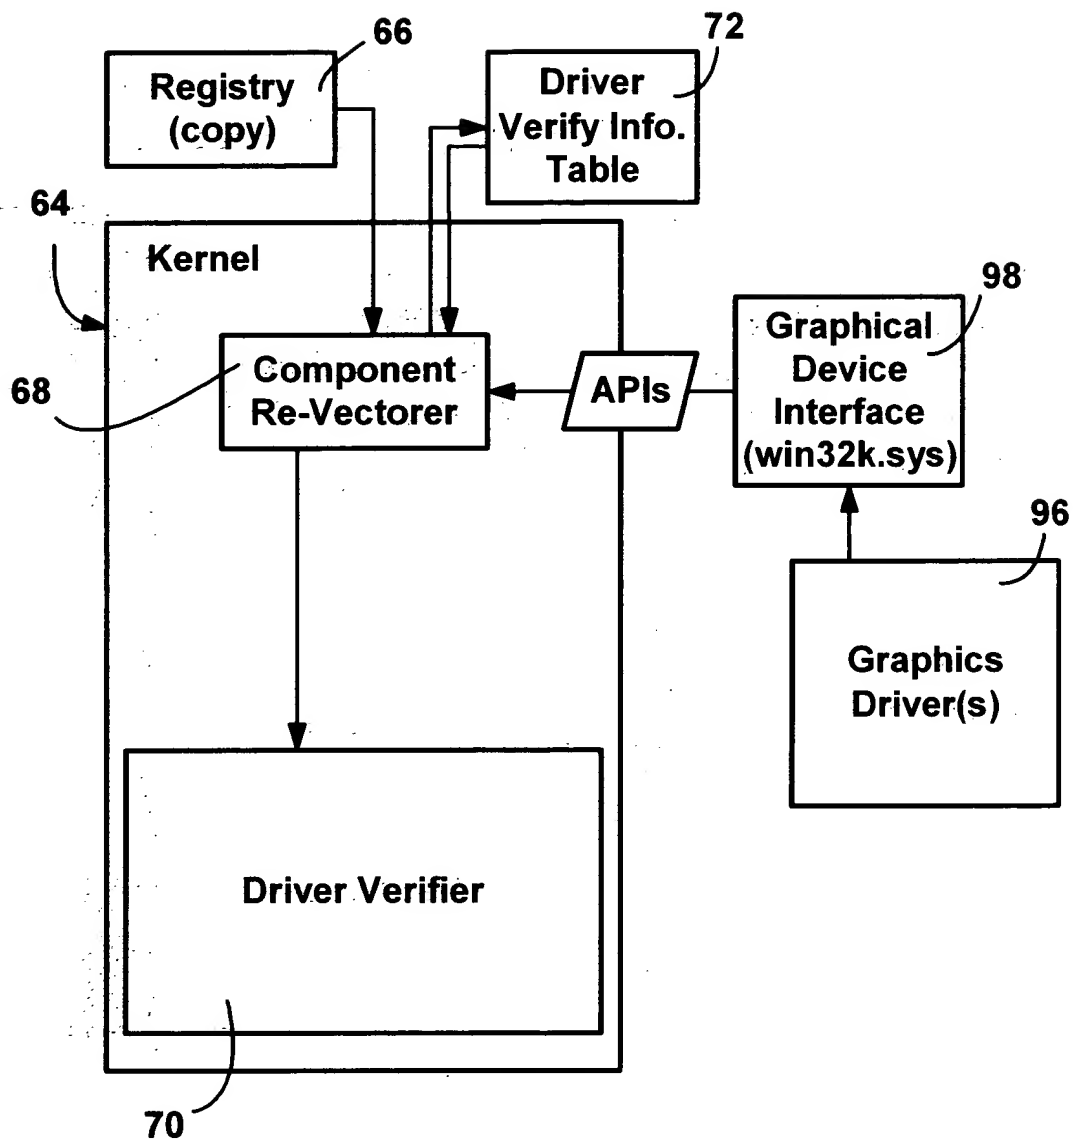 66
Registry
(copy)
72
Driver
Verify Info.
Table
64
Kernel
98
Graphical
Device
Interface
(win32k.sys)
68
Component
Re-Vectorer
APIs
96
Graphics
Driver(s)
Driver Verifier
70